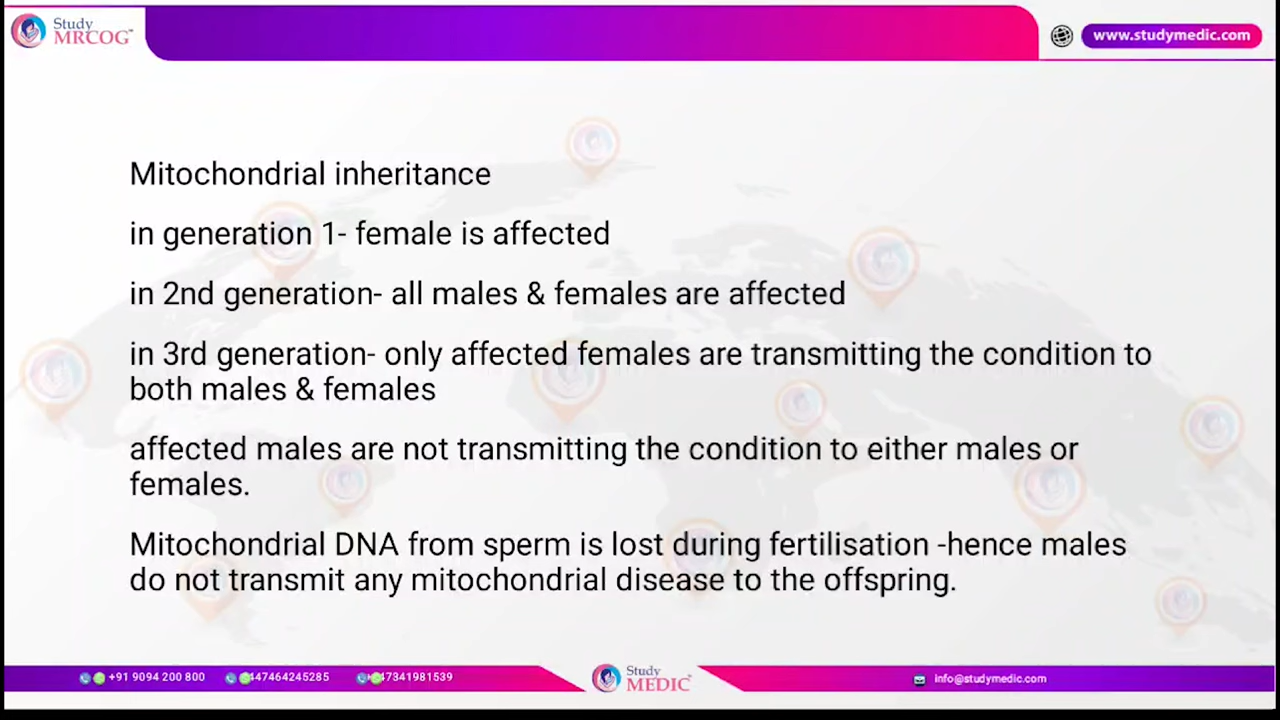 Study
MRCOG
www.studymedic.com
Mitochondrial inheritance
in generation 1- female is affected
in 2nd generation- all males & females are affected
in 3rd generation- only affected females are transmitting the condition to
both males & females
affected males are not transmitting the condition to either males or
females.
Mitochondrial DNA from sperm is lost during fertilisation -hence males
do not transmit any mitochondrial disease to the offspring.
+91 9094 200 800
447464245285
47341981539
Study
MEDIC
info@studymedic.com